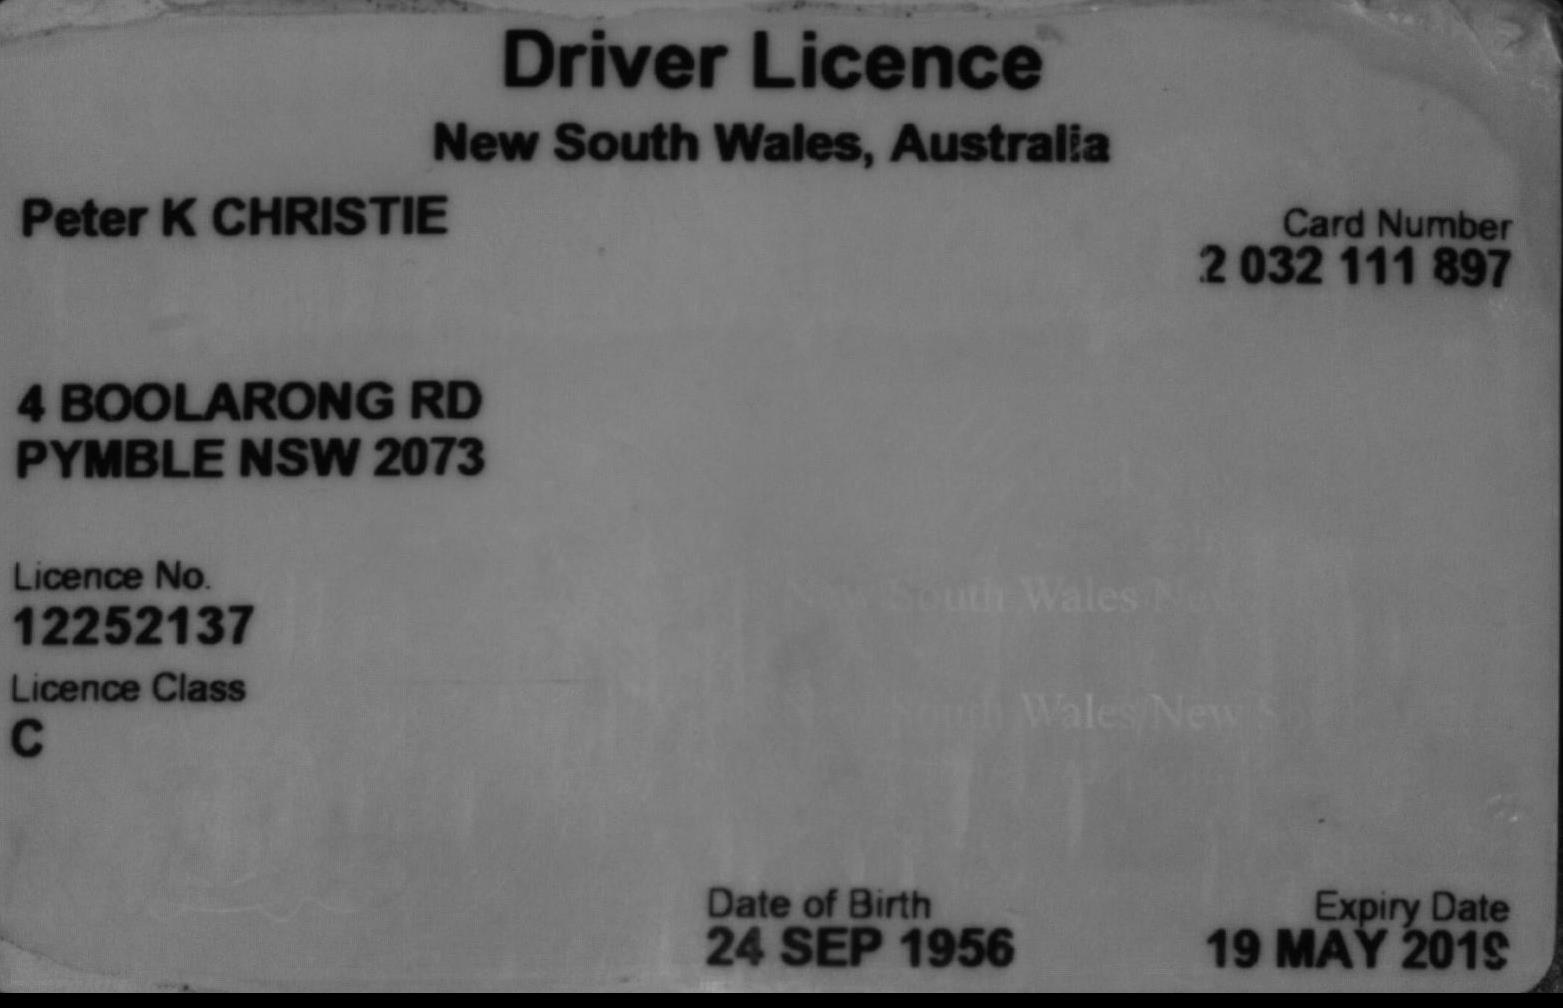 Driver Licence
New South Wales, Australia
Peter K CHRISTIE
Card Number
2 032 111 897
4 BOOLARONG RD
PYMBLE NSW 2073
Licence No.
12252137
New South Wales New
Licence Class
New South Wales New
C
Date of Birth
24 SEP 1956
Expiry Date
19 MAY 2019